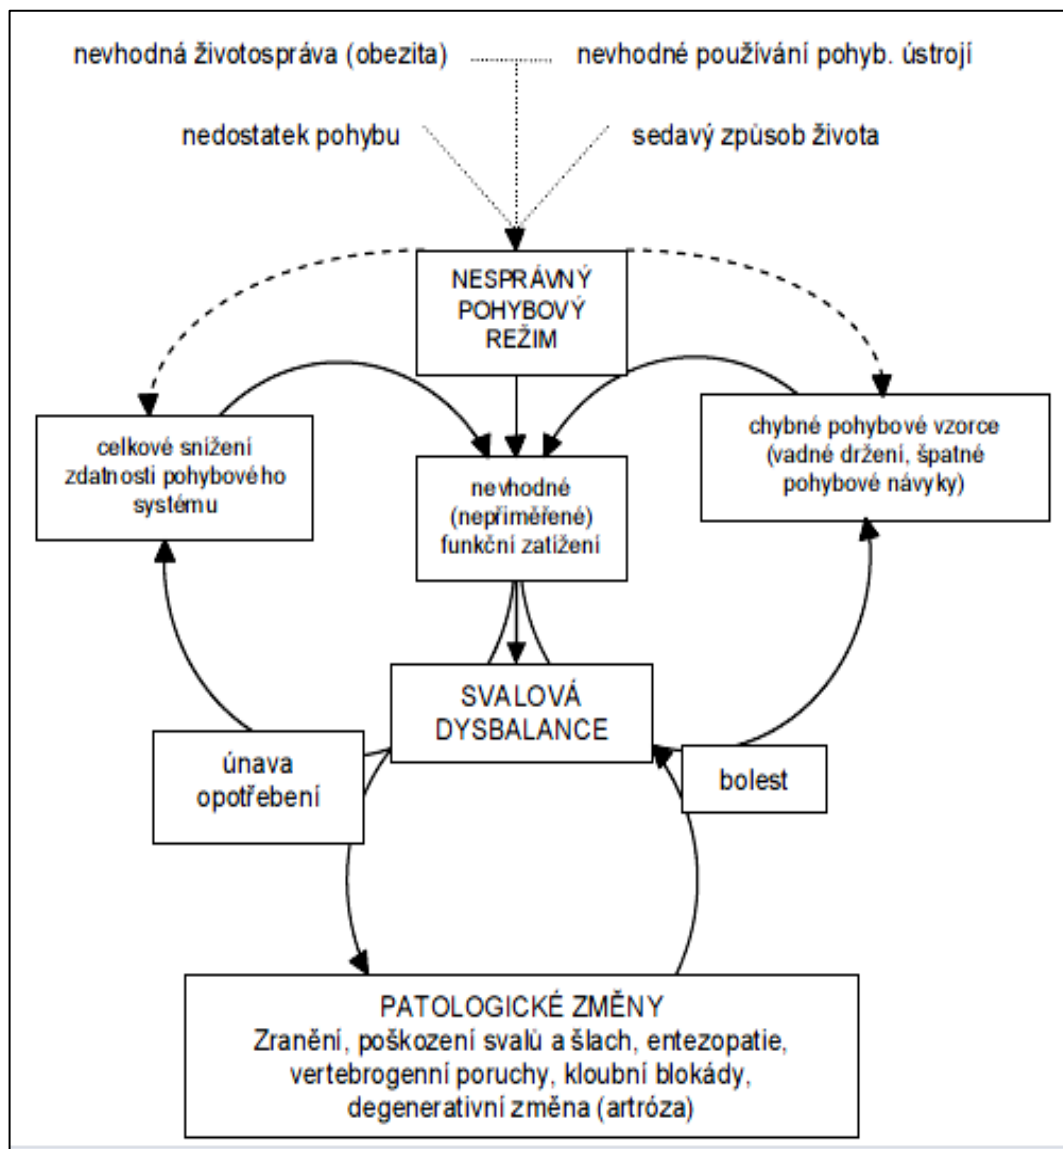 nevhodná životospráva (obezita)
nevhodné používání pohyb. ústrojí
nedostatek pohybu
sedavý způsob života
NESPRÁVNÝ
POHYBOVÝ
REŽIM
celkové snížení
zdatnosti pohybového
systému
nevhodné
(nepřiměřené)
funkční zatížení
chybné pohybové vzorce
(vadné držení, špatné
pohybové návyky)
SVALOVÁ
DYSBALANCE
únava
opotřebení
bolest
PATOLOGICKÉ ZMĚNY
Zranění, poškození svalů a šlach, entezopatie,
vertebrogenní poruchy, kloubní blokády,
degenerativní změna (artróza)